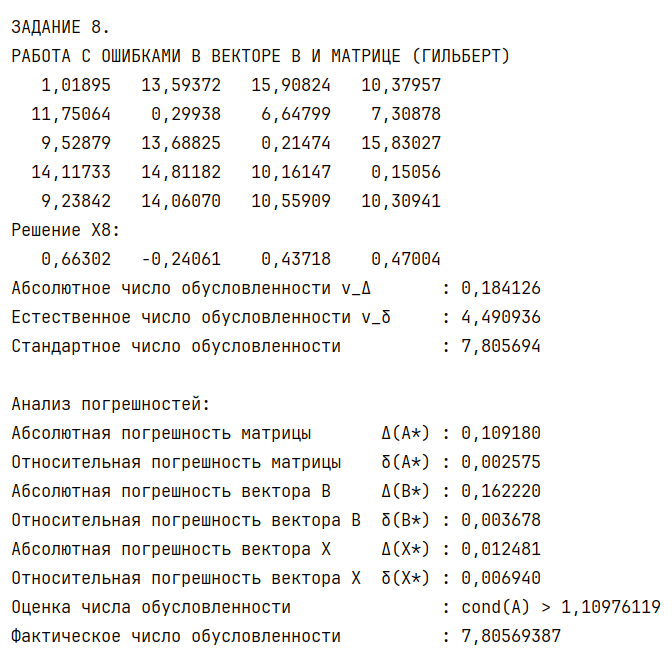 ЗАДАНИЕ 8.
РАБОТА С ОШИБКАМИ В ВЕКТОРЕ B И МАТРИЦЕ (ГИЛЬБЕРТ)
1,01895 13,59372 15,90824 10,37957
11,75064 0,29938 6,64799 7,30878
9,52879 13,68825 0,21474 15,83027
14,11733 14,81182 10,16147 0,15056
9,23842 14,06070 10,55909 10,30941
Решение X8:
0,66302 -0,24061 0,43718 0,47004
Абсолютное число обусловленности ν_Δ : 0,184126
Естественное число обусловленности ν_δ : 4,490936
Стандартное число обусловленности : 7,805694
Анализ погрешностей:
Абсолютная погрешность матрицы Δ(A*) : 0,109180
Относительная погрешность матрицы δ(A*) : 0,002575
Абсолютная погрешность вектора B Δ(B*) : 0,162220
Относительная погрешность вектора B δ(B*) : 0,003678
Абсолютная погрешность вектора X Δ(X*) : 0,012481
Относительная погрешность вектора X δ(X*) : 0,006940
Оценка числа обусловленности : cond(A) > 1,10976119
Фактическое число обусловленности : 7,80569387